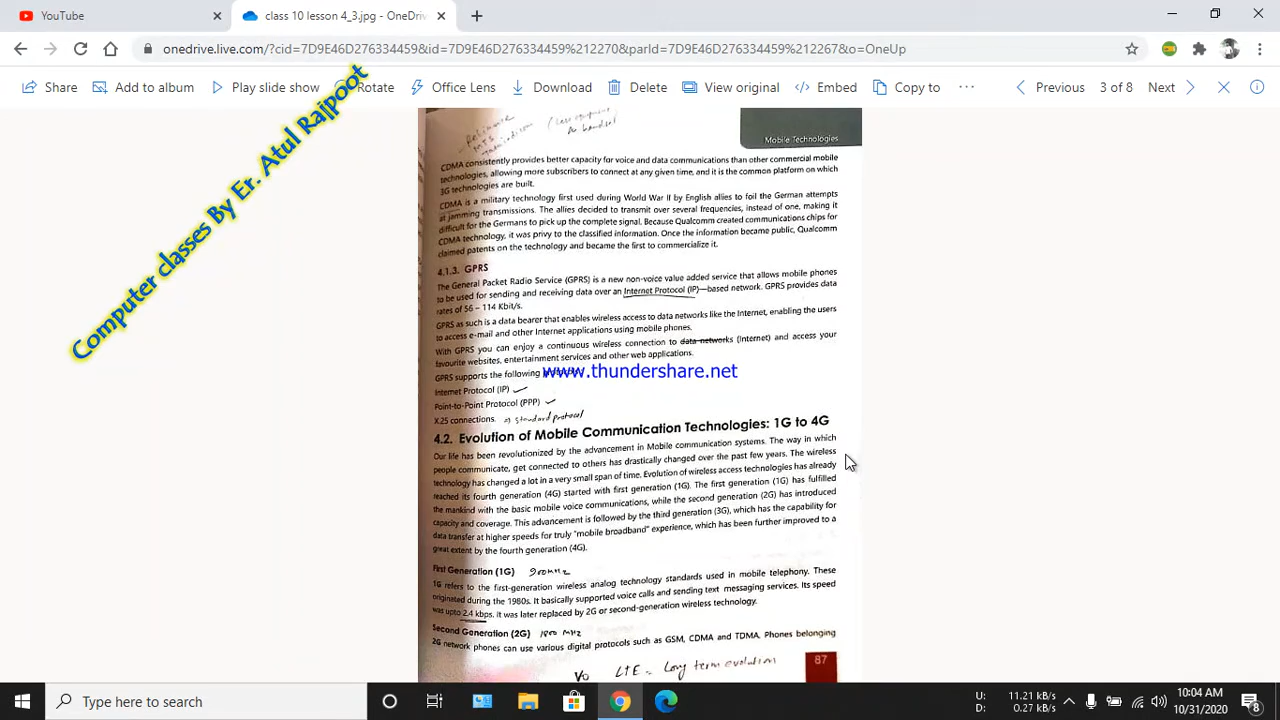 YouTube
class 10 lesson 4_3.jpg - OneDriv
onedrive.live.com/?cid=7D9E46D276334459&id=7D9E46D276334459%212270&parId=7D9E46D276334459%212267&o=OneUp
Share Add to album Play slide show Rotate Office Lens Download Delete View original Embed Copy to ... Previous 3 of 8 Next
Computer classes By Er. Atul Rajpoot
Reliance
MTS
/ Less equipment
As handset
Mobile Technologies
CDMA consistently provides better capacity for voice and data communications than other commercial mobile
technologies, allowing more subscribers to connect at any given time, and it is the common platform on which
3G technologies are built.
CDMA is a military technology first used during World War II by English allies to foil the German attempts
at jamming transmissions. The allies decided to transmit over several frequencies, instead of one, making it
difficult for the Germans to pick up the complete signal. Because Qualcomm created communications chips for
CDMA technology, it was privy to the classified information. Once the information became public, Qualcomm
claimed patents on the technology and became the first to commercialize it.
4.1.3. GPRS
The General Packet Radio Service (GPRS) is a new non-voice value added service that allows mobile phones
to be used for sending and receiving data over an Internet Protocol (IP)—based network. GPRS provides data
rates of 56 – 114 Kbit/s.
GPRS as such is a data bearer that enables wireless access to data networks like the Internet, enabling the users
to access e-mail and other Internet applications using mobile phones.
With GPRS you can enjoy a continuous wireless connection to data networks (Internet) and access your
favourite websites, entertainment services and other web applications.
GPRS supports the following
www.thundershare.net
Internet Protocol (IP)
Point-to-Point Protocol (PPP)
X.25 connections. ⇒ standard protocol
4.2. Evolution of Mobile Communication Technologies: 1G to 4G
Our life has been revolutionized by the advancement in Mobile communication systems. The way in which
people communicate, get connected to others has drastically changed over the past few years. The wireless
technology has changed a lot in a very small span of time. Evolution of wireless access technologies has already
reached its fourth generation (4G) started with first generation (1G). The first generation (1G) has fulfilled
the mankind with the basic mobile voice communications, while the second generation (2G) has introduced
capacity and coverage. This advancement is followed by the third generation (3G), which has the capability for
data transfer at higher speeds for truly "mobile broadband" experience, which has been further improved to a
great extent by the fourth generation (4G).
First Generation (1G) 900MHz
1G refers to the first-generation wireless analog technology standards used in mobile telephony. These
originated during the 1980s. It basically supported voice calls and sending text messaging services. Its speed
was upto 2.4 kbps. It was later replaced by 2G or second-generation wireless technology.
Second Generation (2G) 1800 MHz
2G network phones can use various digital protocols such as GSM, CDMA and TDMA. Phones belonging
Vo LTE = Long term evolution
87
Type here to search
U: 11.21 kB/s
D: 0.27 kB/s
10:04 AM
10/31/2020
8